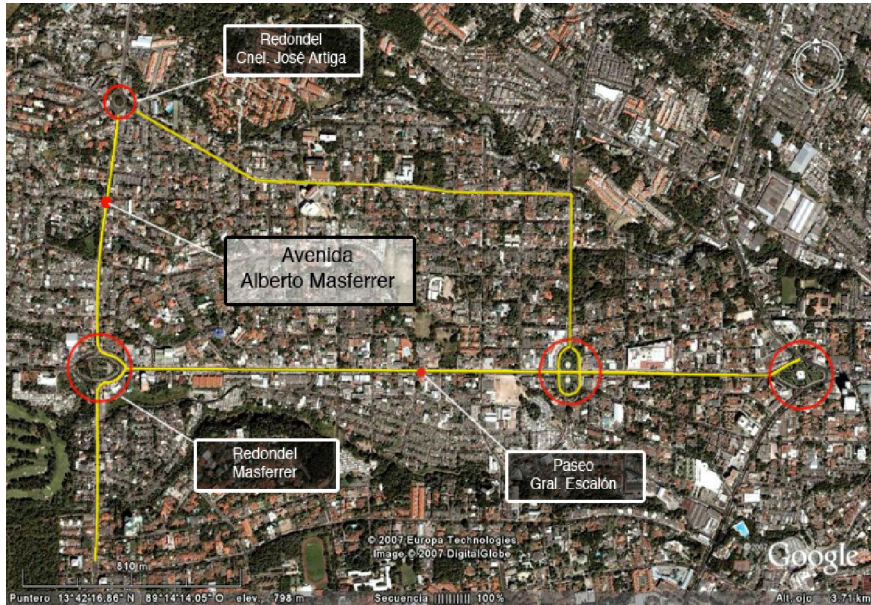 Redondel
Cnel. José Artiga
N
Avenida
Alberto Masferrer
Redondel
Masferrer
Paseo
Gral. Escalón
© 2007 Europa Technologies
Image © 2007 DigitalGlobe
Google
810 m
Puntero 13°42'16.86" N 89°14'14.05" O elev. 798 m Secuencia |||||||||| 100% Alt. ojo 3.71 km